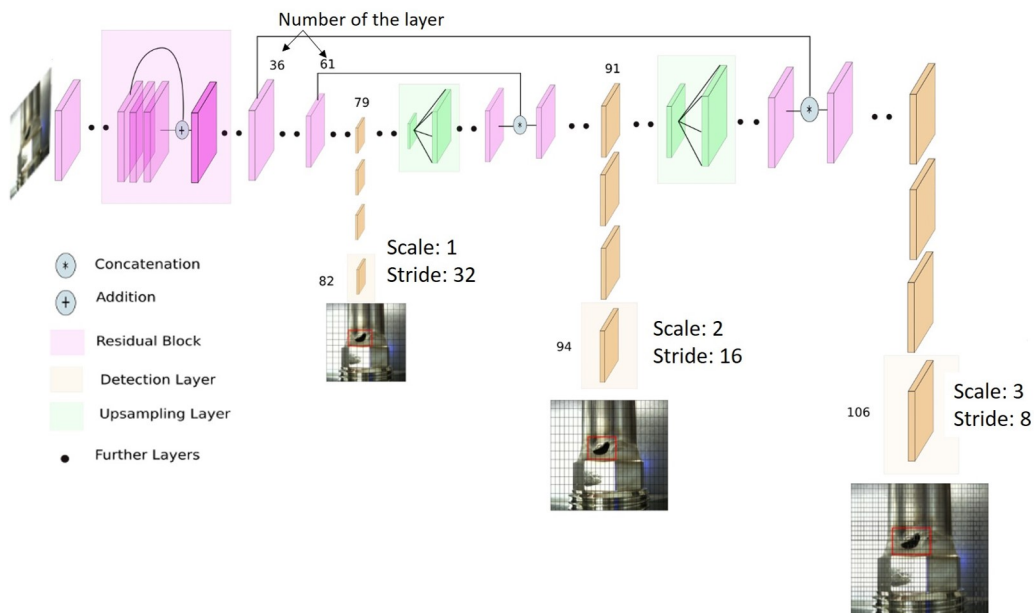 Number of the layer
36
61
79
91
Scale: 1
Stride: 32
82
*
Concatenation
+
Addition
Residual Block
Detection Layer
Upsampling Layer
Further Layers
94
Scale: 2
Stride: 16
106
Scale: 3
Stride: 8
+
*
*